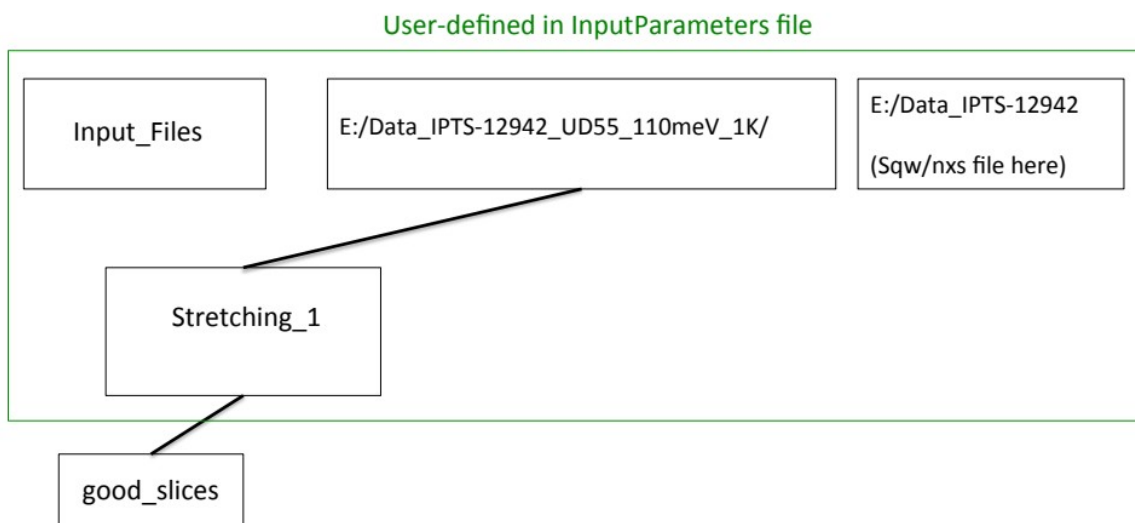 User-defined in InputParameters file
Input_Files
E:/Data_IPTS-12942_UD55_110meV_1K/
E:/Data_IPTS-12942
(Sqw/nxs file here)
Stretching_1
good_slices